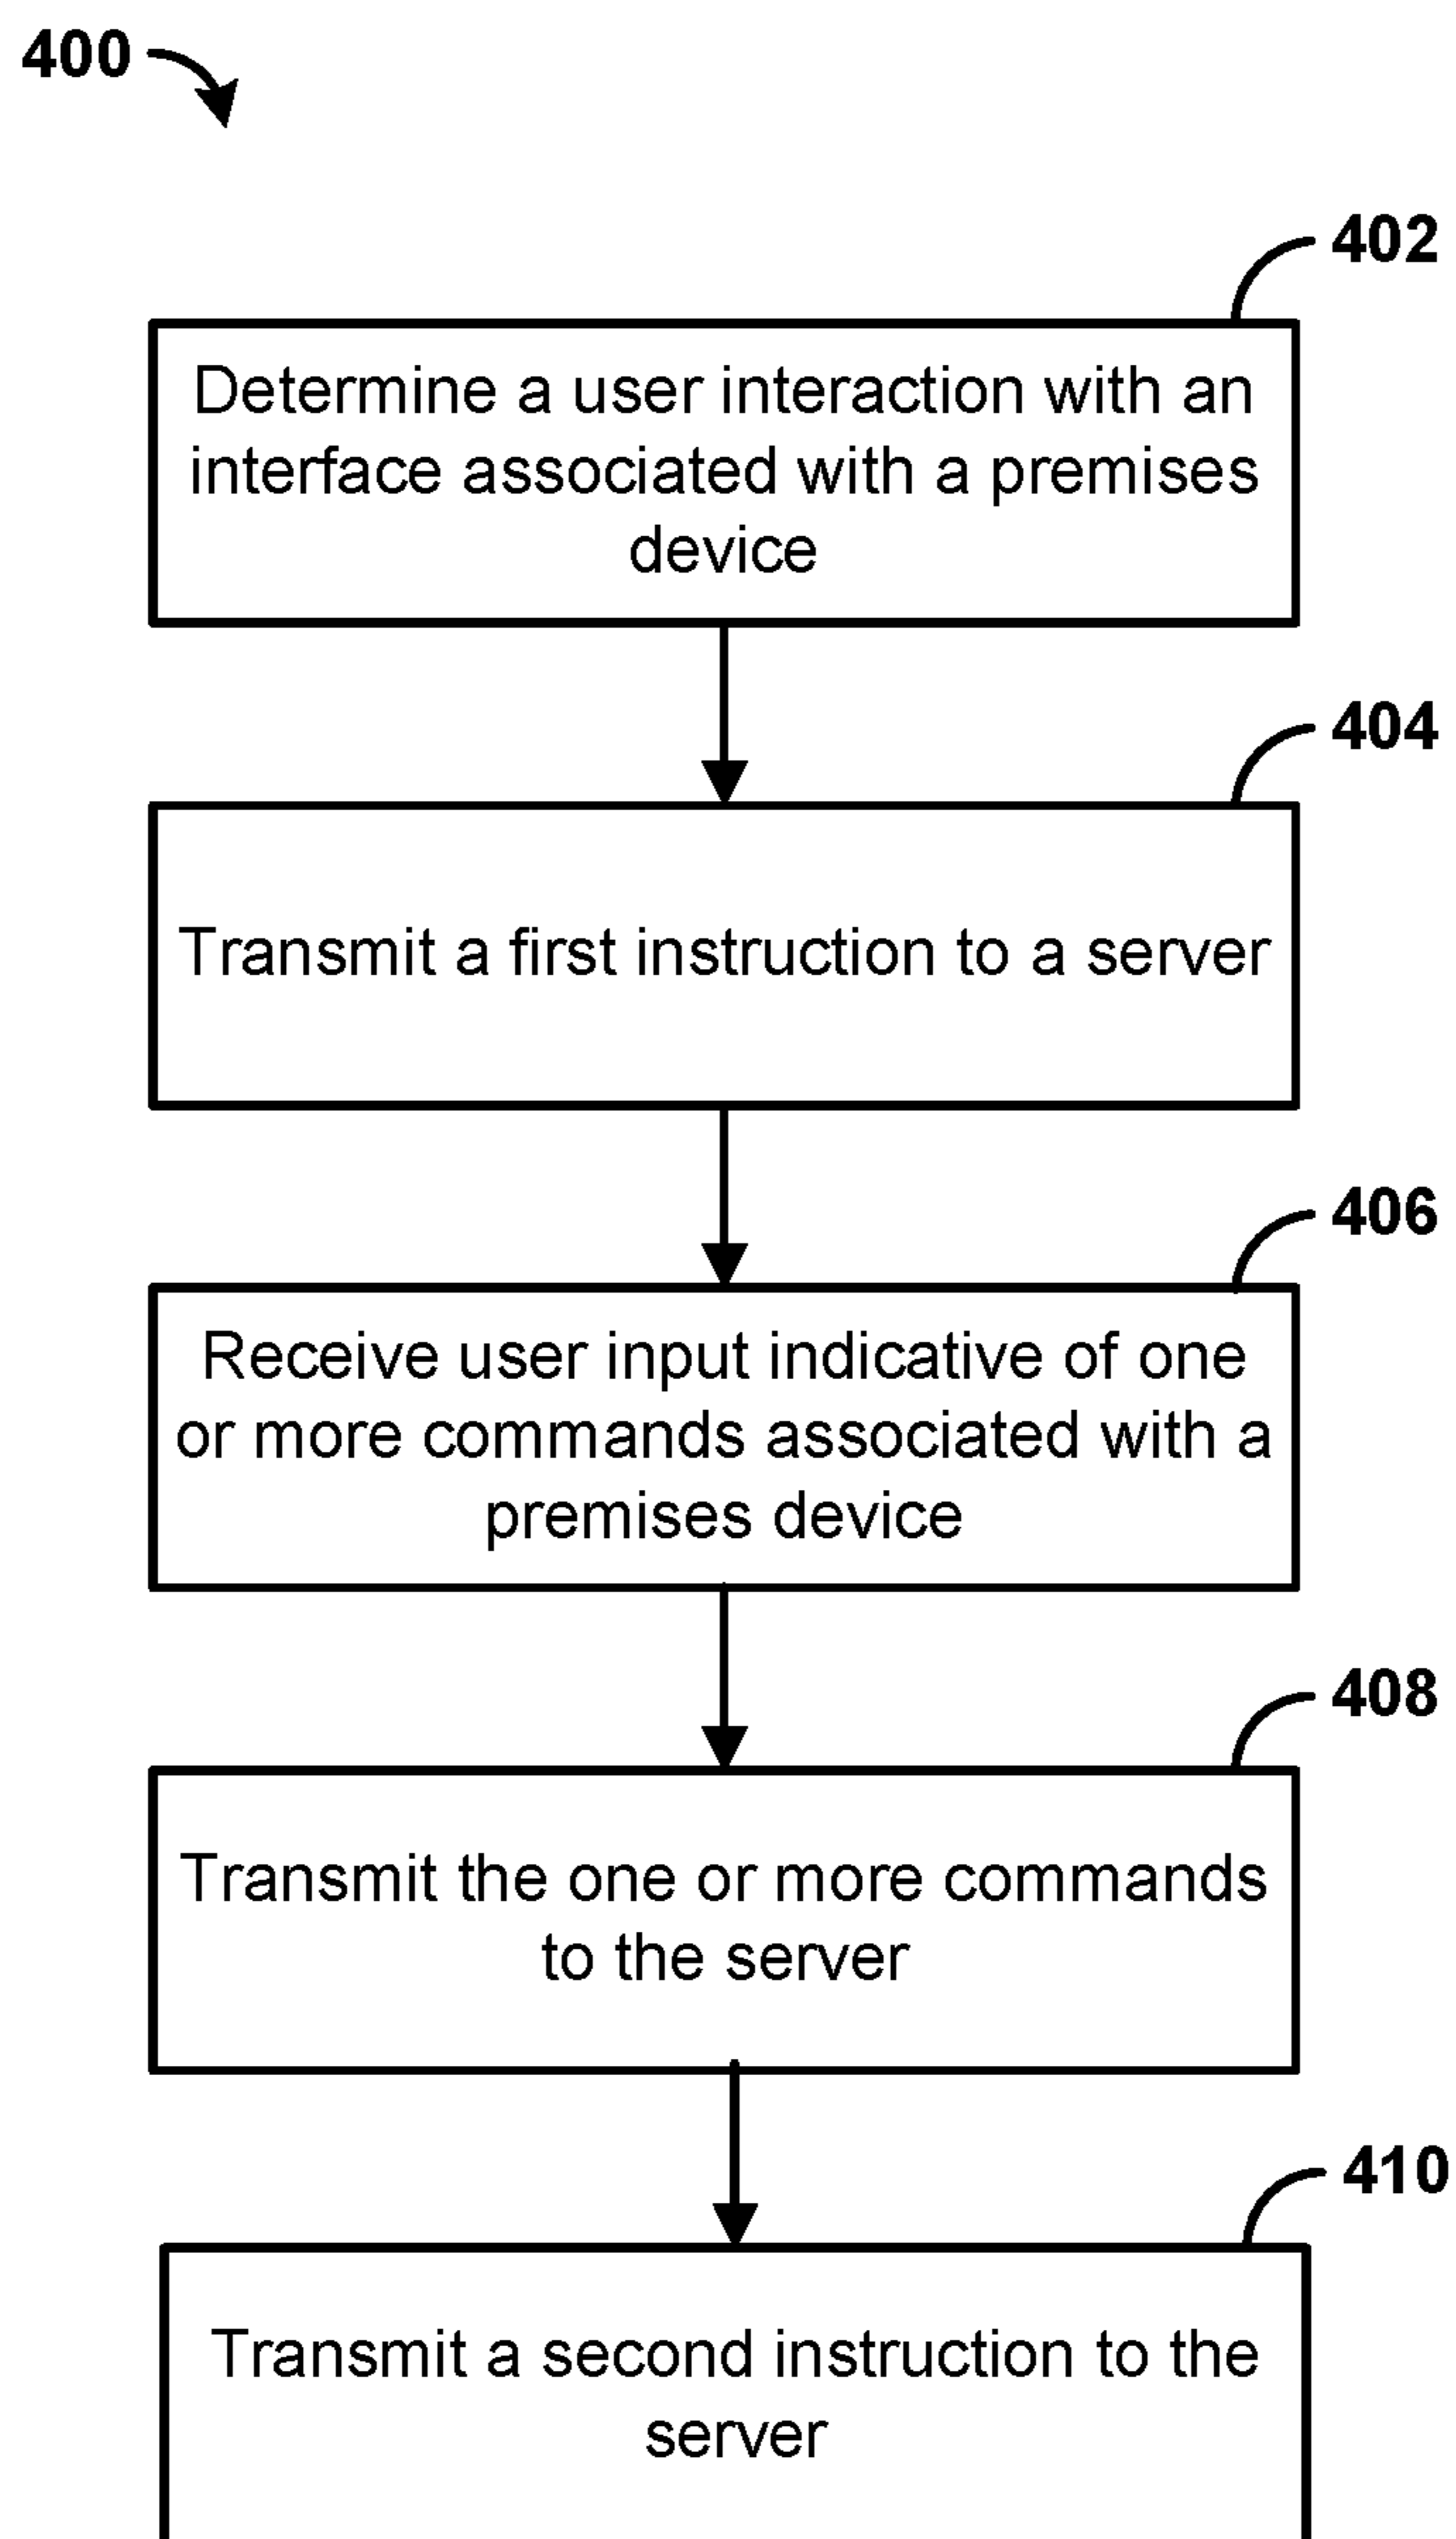 400
402
Determine a user interaction with an
interface associated with a premises
device
404
Transmit a first instruction to a server
406
Receive user input indicative of one
or more commands associated with a
premises device
408
Transmit the one or more commands
to the server
410
Transmit a second instruction to the
server